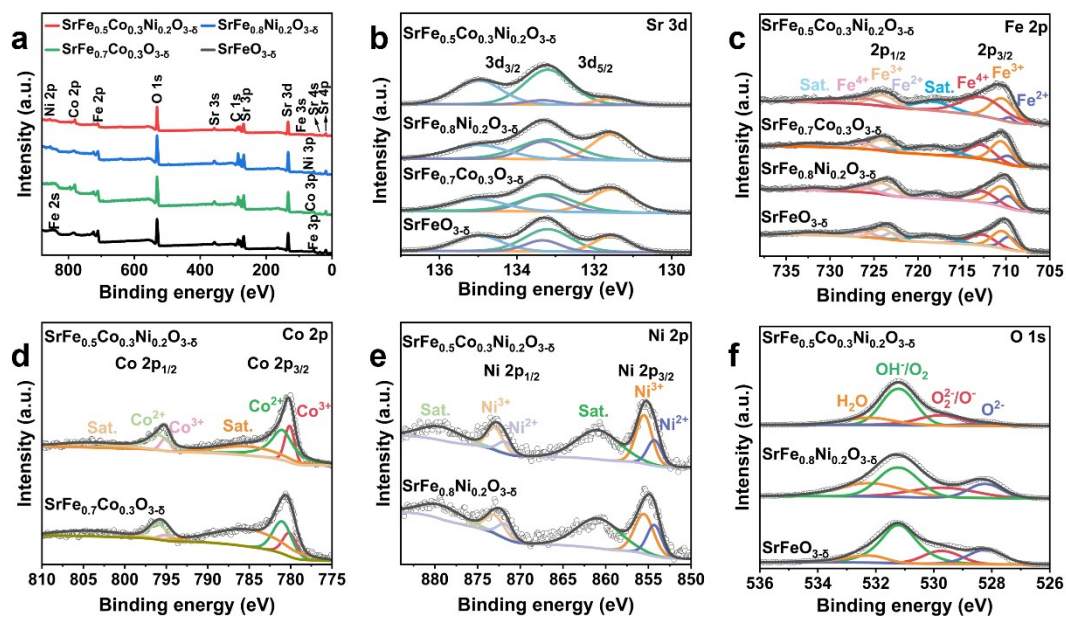 a
SrFe0.5Co0.3Ni0.2O3-δ
SrFe0.8Ni0.2O3-δ
SrFe0.7Co0.3O3-δ
SrFeO3-δ
Ni 2p
Co 2p
Fe 2p
O 1s
Sr 3s
C 1s
Sr 3p
Sr 3d
Fe 3s
Sr 4s
Sr 4p
Ni 3p
Co 3p
Fe 3p
Fe 2s
Intensity (a.u.)
800 600 400 200 0
Binding energy (eV)
b
Sr 3d
SrFe0.5Co0.3Ni0.2O3-δ
3d3/2
3d5/2
SrFe0.8Ni0.2O3-δ
SrFe0.7Co0.3O3-δ
SrFeO3-δ
Intensity (a.u.)
136 135 134 133 132 131 130
Binding energy (eV)
c
Fe 2p
SrFe0.5Co0.3Ni0.2O3-δ
2p1/2
2p3/2
Sat.
Fe4+
Fe3+
Fe2+
Sat.
Fe4+
Fe3+
Fe2+
SrFe0.7Co0.3O3-δ
SrFe0.8Ni0.2O3-δ
SrFeO3-δ
Intensity (a.u.)
735 730 725 720 715 710 705
Binding energy (eV)
d
Co 2p
SrFe0.5Co0.3Ni0.2O3-δ
Co 2p1/2
Co 2p3/2
Sat.
Co2+
Co3+
Sat.
Co2+
Co3+
SrFe0.7Co0.3O3-δ
Intensity (a.u.)
810 805 800 795 790 785 780 775
Binding energy (eV)
e
Ni 2p
SrFe0.5Co0.3Ni0.2O3-δ
Ni 2p1/2
Ni 2p3/2
Sat.
Ni3+
Ni2+
Sat.
Ni3+
Ni2+
SrFe0.8Ni0.2O3-δ
Intensity (a.u.)
880 870 860 855 850
Binding energy (eV)
f
O 1s
SrFe0.5Co0.3Ni0.2O3-δ
OH-/O2
H2O
O22-/O-
O2-
SrFe0.8Ni0.2O3-δ
SrFeO3-δ
Intensity (a.u.)
536 534 532 530 528 526
Binding energy (eV)